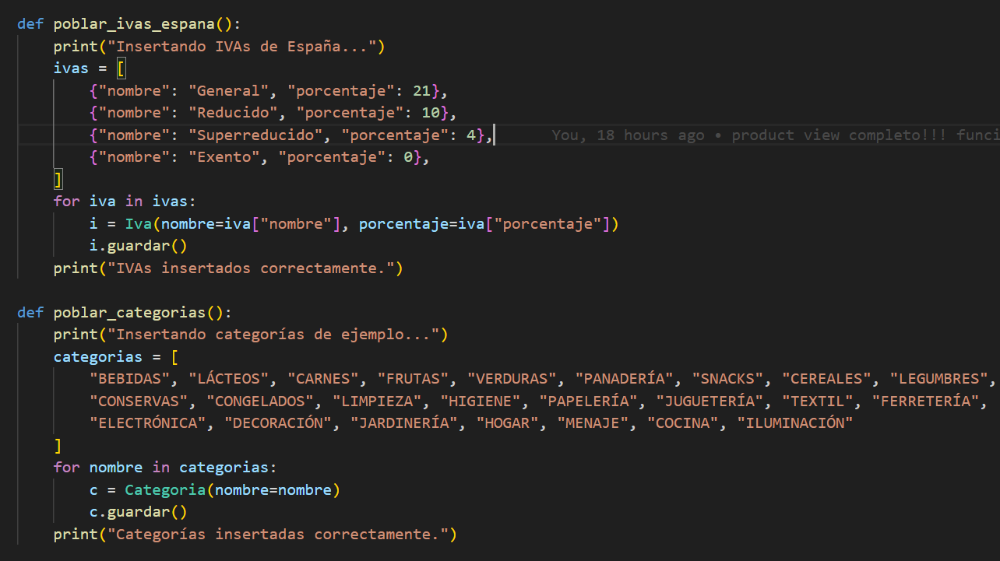 def poblar_ivas_espana():
    print("Insertando IVAs de España...")
    ivas = [
        {"nombre": "General", "porcentaje": 21},
        {"nombre": "Reducido", "porcentaje": 10},
        {"nombre": "Superreducido", "porcentaje": 4},      You, 18 hours ago • product view completo!!! funci
        {"nombre": "Exento", "porcentaje": 0},
    ]
    for iva in ivas:
        i = Iva(nombre=iva["nombre"], porcentaje=iva["porcentaje"])
        i.guardar()
    print("IVAs insertados correctamente.")

def poblar_categorias():
    print("Insertando categorías de ejemplo...")
    categorias = [
        "BEBIDAS", "LÁCTEOS", "CARNES", "FRUTAS", "VERDURAS", "PANADERÍA", "SNACKS", "CEREALES", "LEGUMBRES",
        "CONSERVAS", "CONGELADOS", "LIMPIEZA", "HIGIENE", "PAPELERÍA", "JUGUETERÍA", "TEXTIL", "FERRETERÍA",
        "ELECTRÓNICA", "DECORACIÓN", "JARDINERÍA", "HOGAR", "MENAJE", "COCINA", "ILUMINACIÓN"
    ]
    for nombre in categorias:
        c = Categoria(nombre=nombre)
        c.guardar()
    print("Categorías insertadas correctamente.")